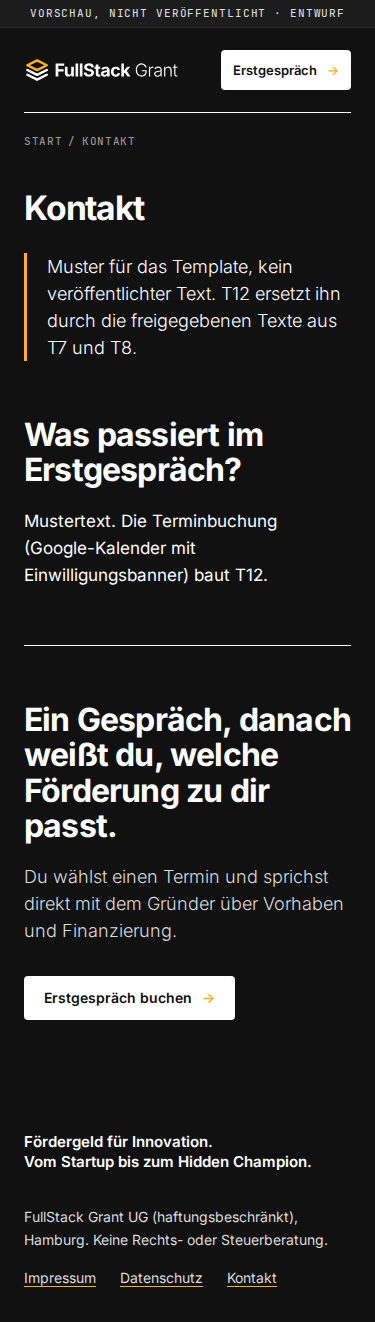 VORSCHAU, NICHT VERÖFFENTLICHT · ENTWURF
FullStack Grant
Erstgespräch →
START / KONTAKT
Kontakt
Muster für das Template, kein
veröffentlichter Text. T12 ersetzt ihn
durch die freigegebenen Texte aus
T7 und T8.
Was passiert im
Erstgespräch?
Mustertext. Die Terminbuchung
(Google-Kalender mit
Einwilligungsbanner) baut T12.
Ein Gespräch, danach
weißt du, welche
Förderung zu dir
passt.
Du wählst einen Termin und sprichst
direkt mit dem Gründer über Vorhaben
und Finanzierung.
Erstgespräch buchen →
Fördergeld für Innovation.
Vom Startup bis zum Hidden Champion.
FullStack Grant UG (haftungsbeschränkt),
Hamburg. Keine Rechts- oder Steuerberatung.
Impressum Datenschutz Kontakt